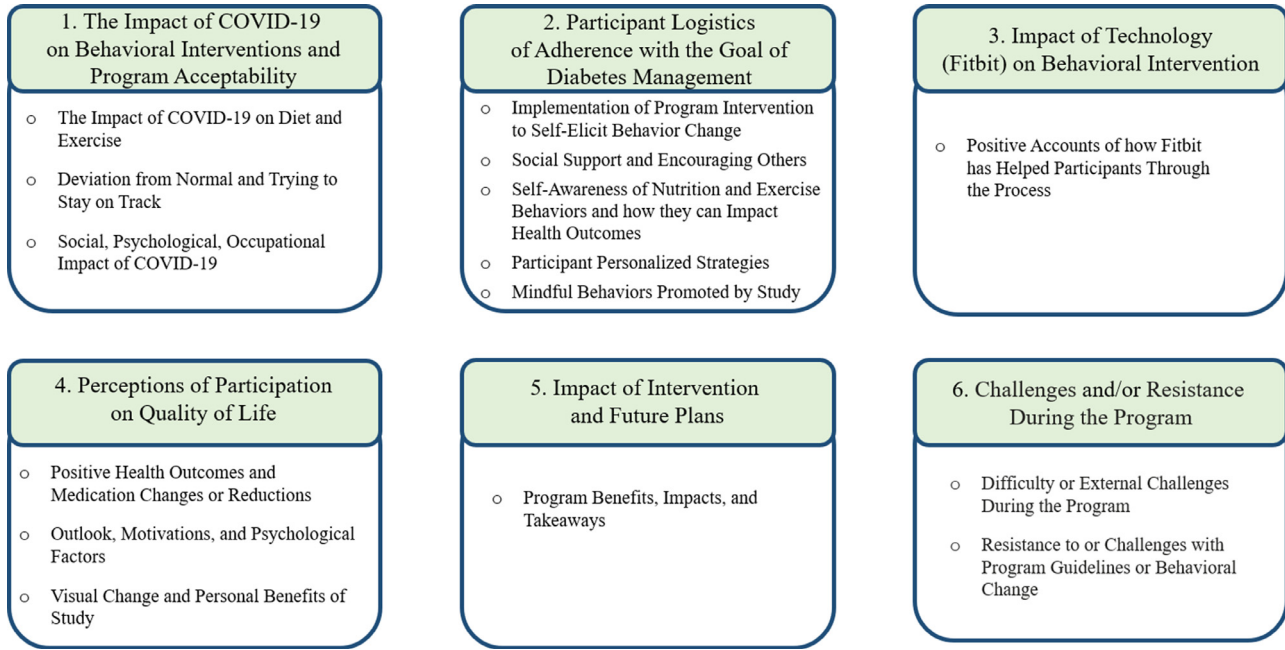 1. The Impact of COVID-19
on Behavioral Interventions and
Program Acceptability
○ The Impact of COVID-19 on Diet and
Exercise
○ Deviation from Normal and Trying to
Stay on Track
○ Social, Psychological, Occupational
Impact of COVID-19
2. Participant Logistics
of Adherence with the Goal of
Diabetes Management
○ Implementation of Program Intervention
to Self-Elicit Behavior Change
○ Social Support and Encouraging Others
○ Self-Awareness of Nutrition and Exercise
Behaviors and how they can Impact
Health Outcomes
○ Participant Personalized Strategies
○ Mindful Behaviors Promoted by Study
3. Impact of Technology
(Fitbit) on Behavioral Intervention
○ Positive Accounts of how Fitbit
has Helped Participants Through
the Process
4. Perceptions of Participation
on Quality of Life
○ Positive Health Outcomes and
Medication Changes or Reductions
○ Outlook, Motivations, and Psychological
Factors
○ Visual Change and Personal Benefits of
Study
5. Impact of Intervention
and Future Plans
○ Program Benefits, Impacts, and
Takeaways
6. Challenges and/or Resistance
During the Program
○ Difficulty or External Challenges
During the Program
○ Resistance to or Challenges with
Program Guidelines or Behavioral
Change